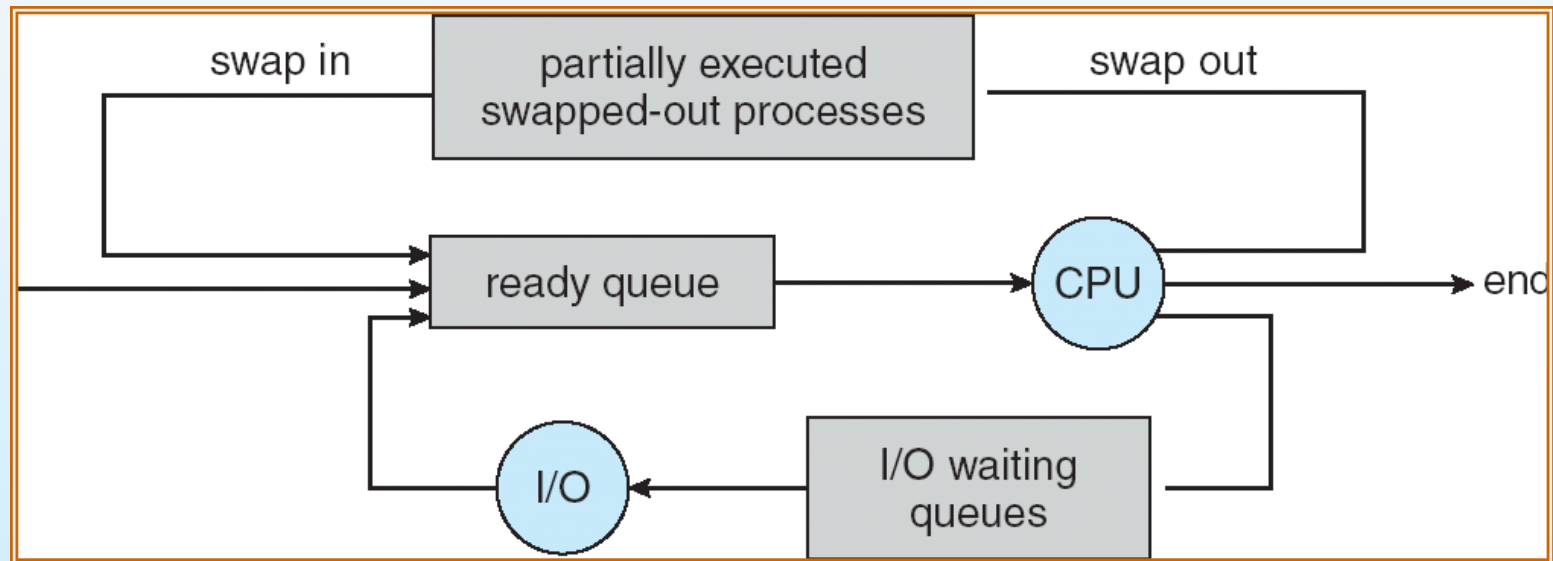 swap in
partially executed
swapped-out processes
swap out
ready queue
CPU
end
I/O
I/O waiting
queues